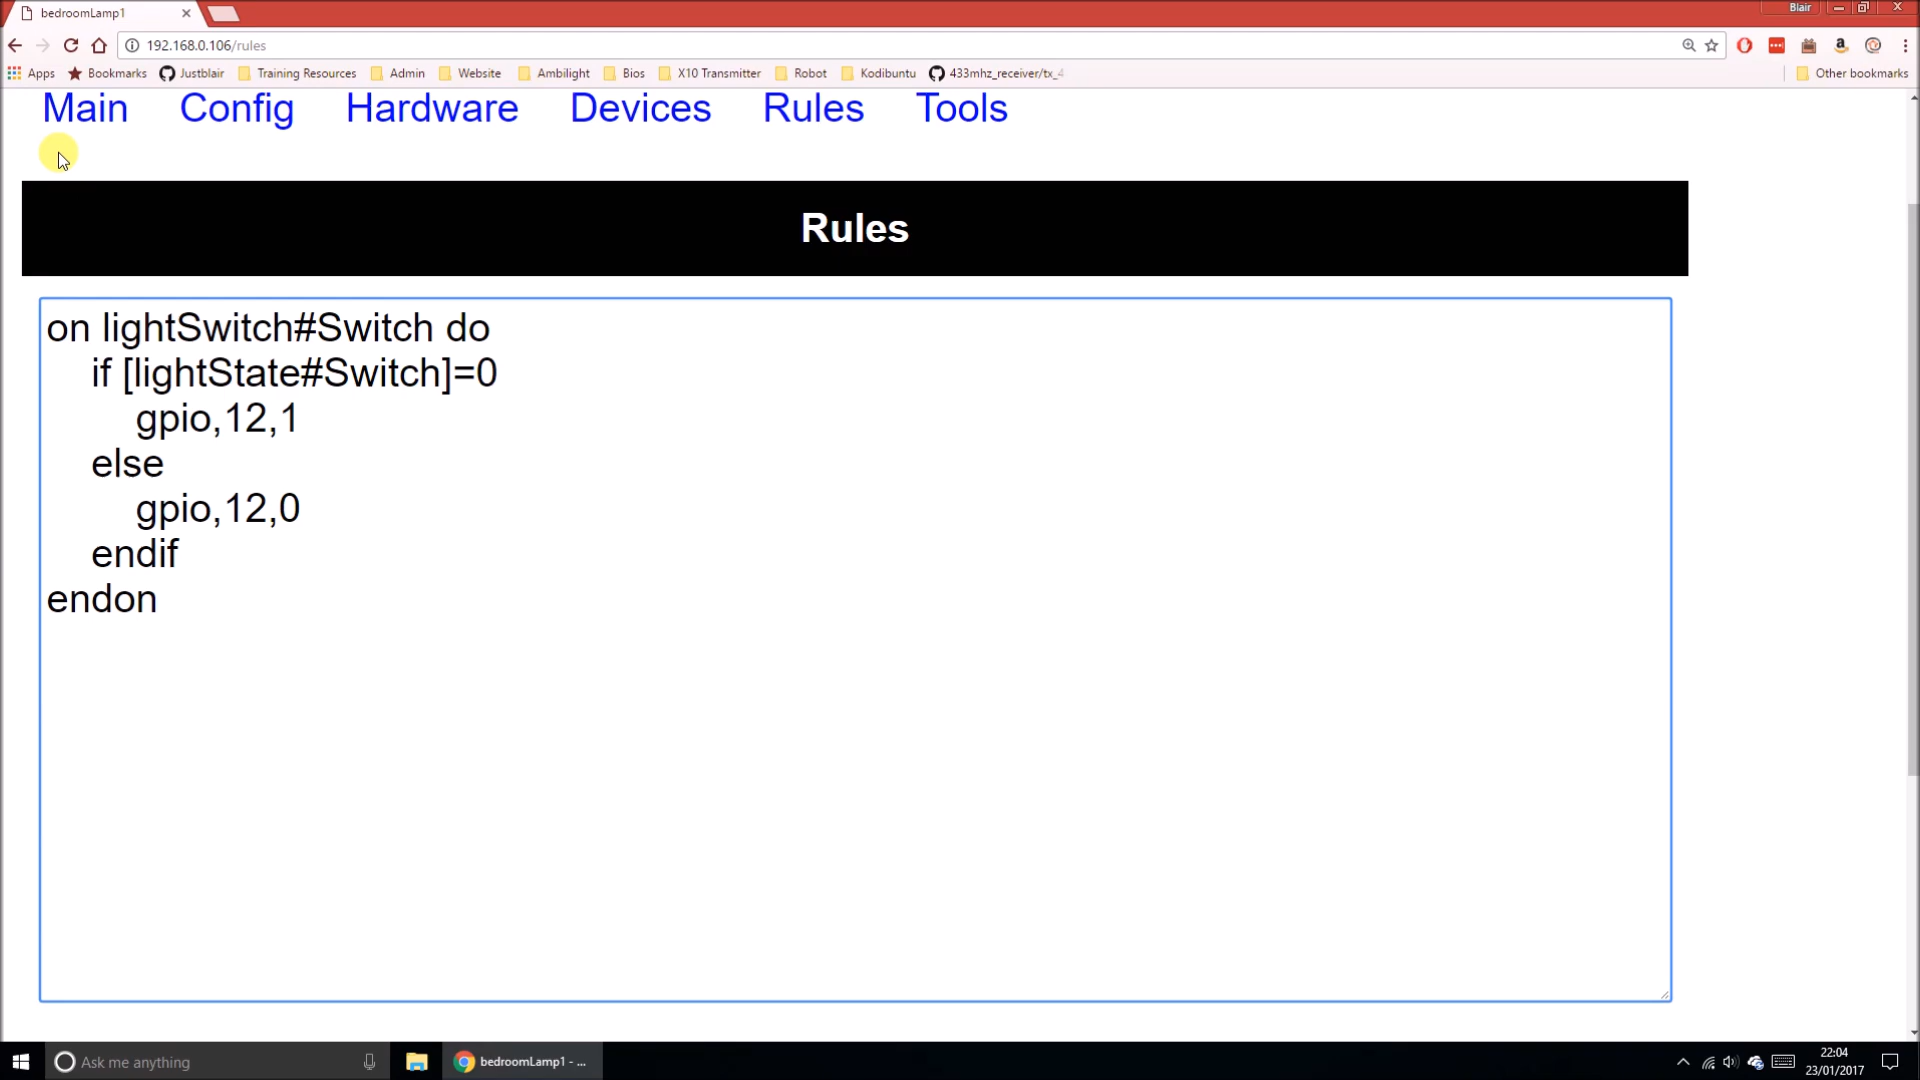 bedroomLamp1
Blair
192.168.0.106/rules
Apps Bookmarks Justblair Training Resources Admin Website Ambilight Bios X10 Transmitter Robot Kodibuntu 433mhz_receiver/tx_4 Other bookmarks
Main Config Hardware Devices Rules Tools
Rules
on lightSwitch#Switch do
if [lightState#Switch]=0
gpio,12,1
else
gpio,12,0
endif
endon
Ask me anything
bedroomLamp1 - ...
22:04
23/01/2017